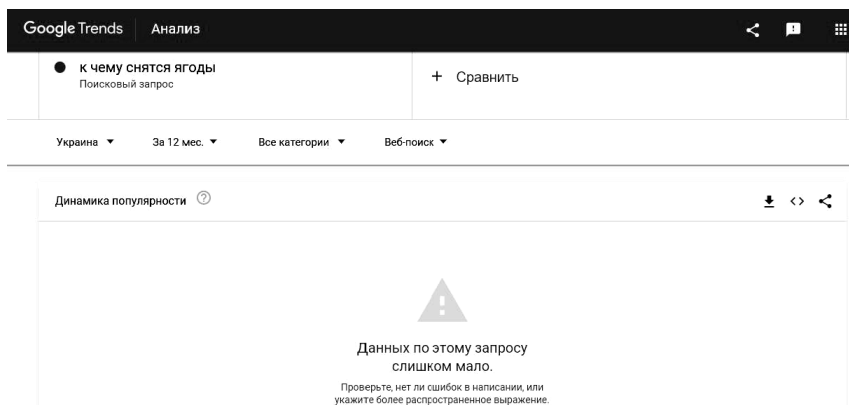 Google Trends Анализ
к чему снятся ягоды
Поисковый запрос
+ Сравнить
Украина За 12 мес. Все категории Веб-поиск
Динамика популярности ?
Данных по этому запросу
слишком мало.
Проверьте, нет ли ошибок в написании, или
укажите более распространенное выражение.